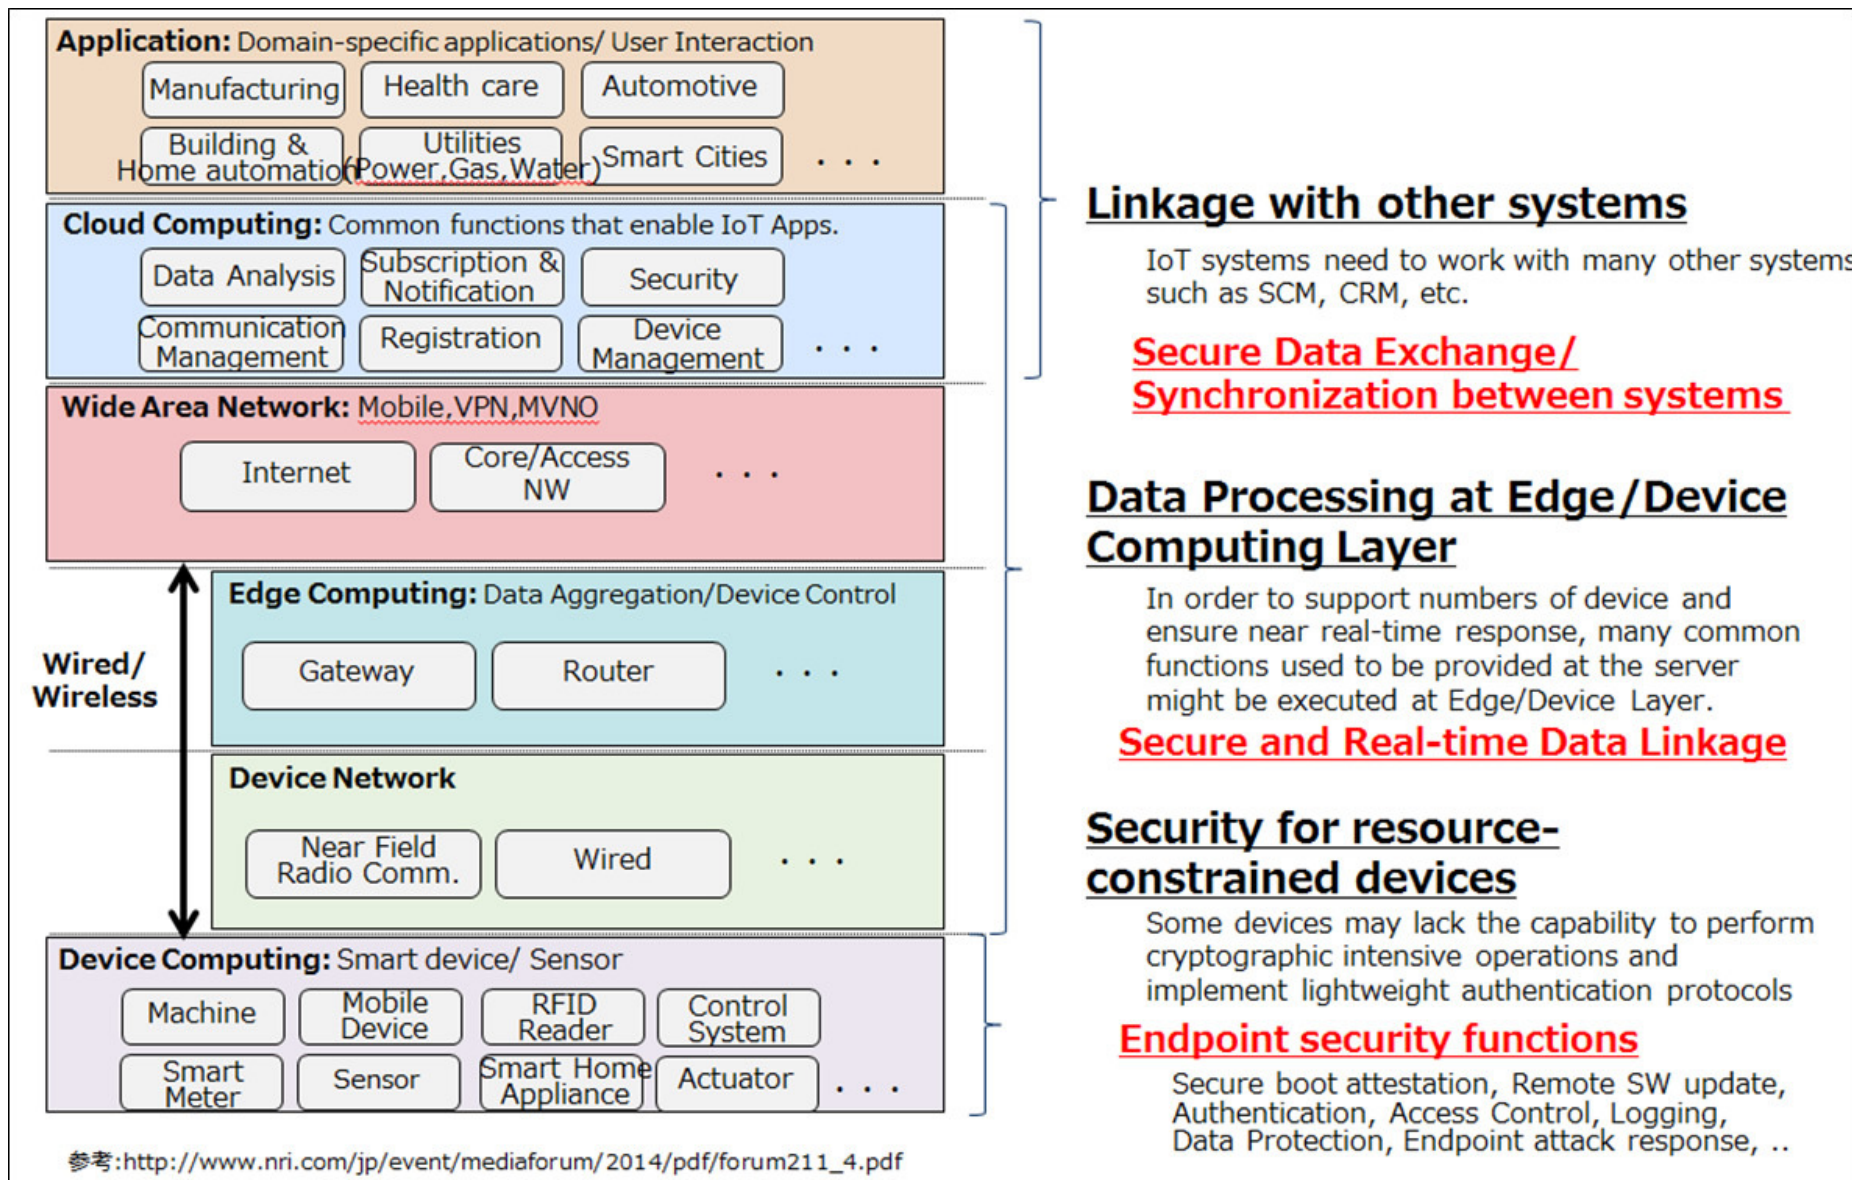 Application: Domain-specific applications/ User Interaction
Manufacturing
Health care
Automotive
Building &
Home automation
Utilities
(Power,Gas,Water)
Smart Cities
. . .
Cloud Computing: Common functions that enable IoT Apps.
Data Analysis
Subscription &
Notification
Security
Communication
Management
Registration
Device
Management
. . .
Wide Area Network: Mobile,VPN,MVNO
Internet
Core/Access
NW
. . .
Wired/
Wireless
Edge Computing: Data Aggregation/Device Control
Gateway
Router
. . .
Device Network
Near Field
Radio Comm.
Wired
. . .
Device Computing: Smart device/ Sensor
Machine
Mobile
Device
RFID
Reader
Control
System
Smart
Meter
Sensor
Smart Home
Appliance
Actuator
. . .
参考:http://www.nri.com/jp/event/mediaforum/2014/pdf/forum211_4.pdf
Linkage with other systems
IoT systems need to work with many other systems
such as SCM, CRM, etc.
Secure Data Exchange/
Synchronization between systems
Data Processing at Edge/Device
Computing Layer
In order to support numbers of device and
ensure near real-time response, many common
functions used to be provided at the server
might be executed at Edge/Device Layer.
Secure and Real-time Data Linkage
Security for resource-
constrained devices
Some devices may lack the capability to perform
cryptographic intensive operations and
implement lightweight authentication protocols
Endpoint security functions
Secure boot attestation, Remote SW update,
Authentication, Access Control, Logging,
Data Protection, Endpoint attack response, ..